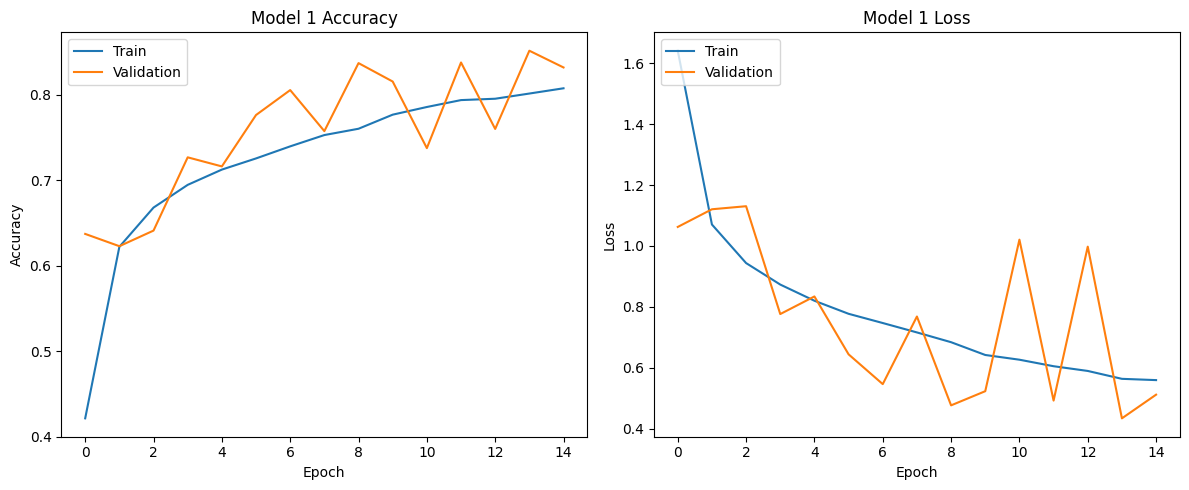 Model 1 Accuracy
Train
Validation
0.8
0.7
0.6
0.5
0.4
Accuracy
0 2 4 6 8 10 12 14
Epoch
Model 1 Loss
Train
Validation
1.6
1.4
1.2
1.0
0.8
0.6
0.4
Loss
0 2 4 6 8 10 12 14
Epoch